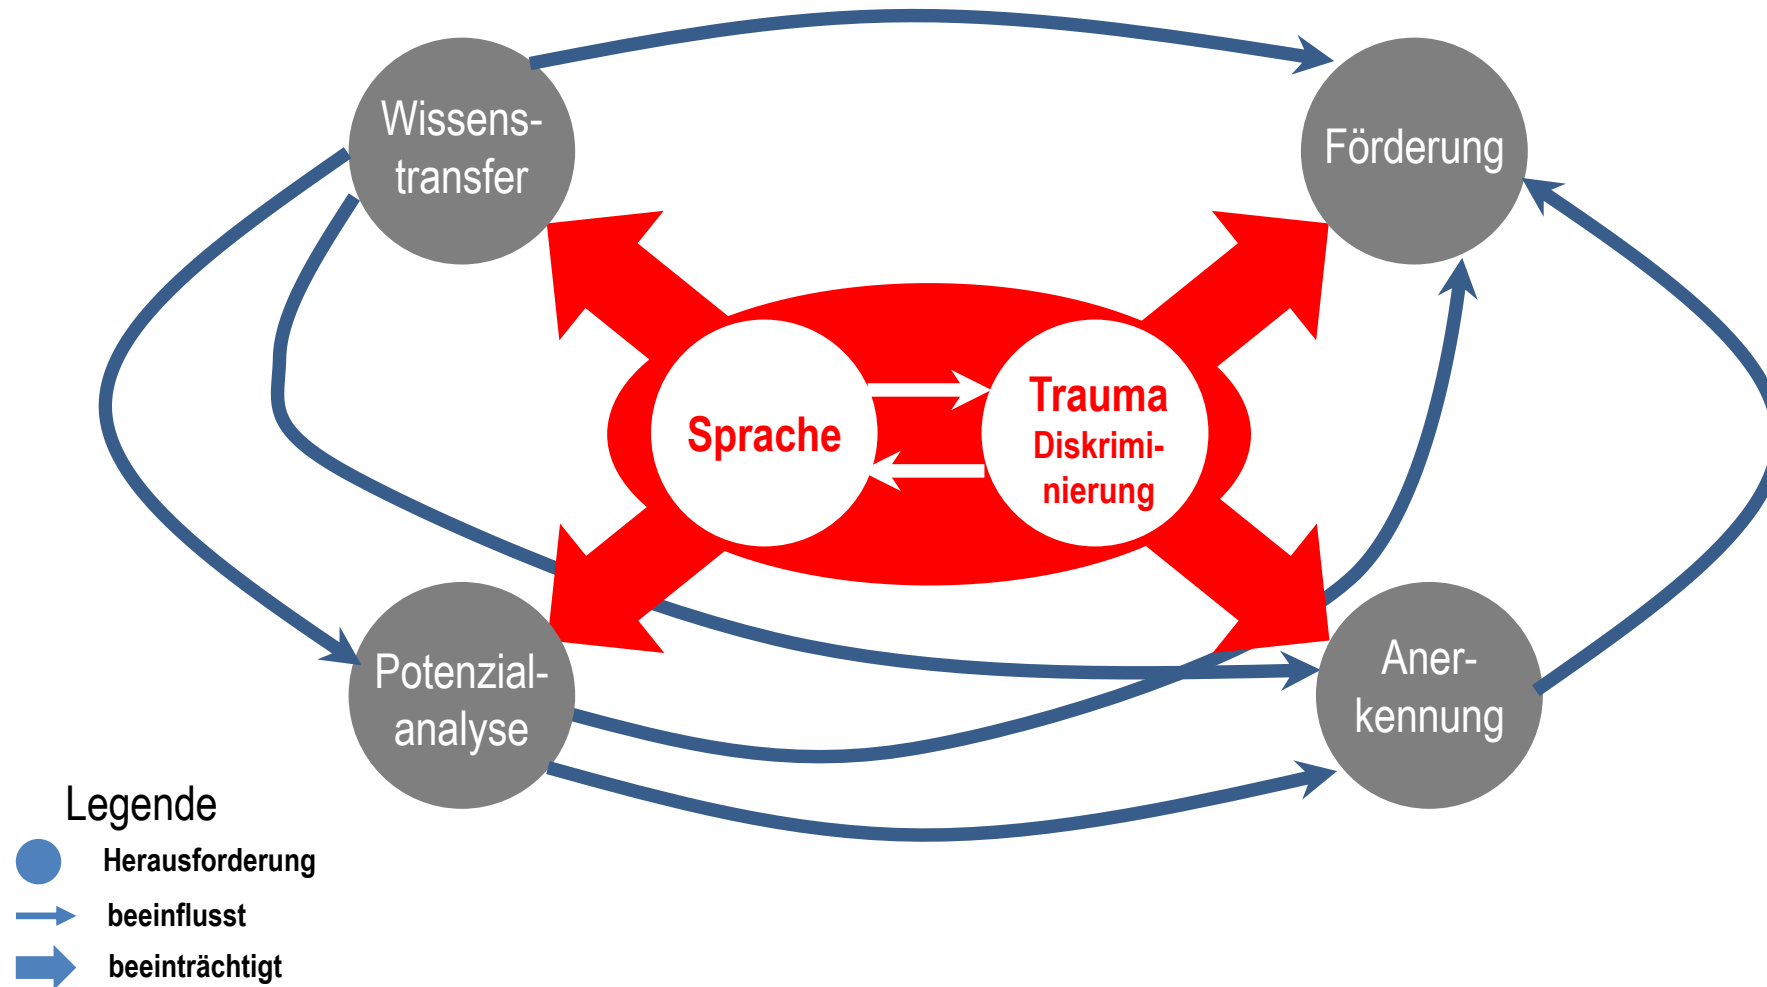 Wissens-
transfer
Förderung
Sprache
Trauma
Diskrimi-
nierung
Potenzial-
analyse
Aner-
kennung
Legende
Herausforderung
beeinflusst
beeinträchtigt